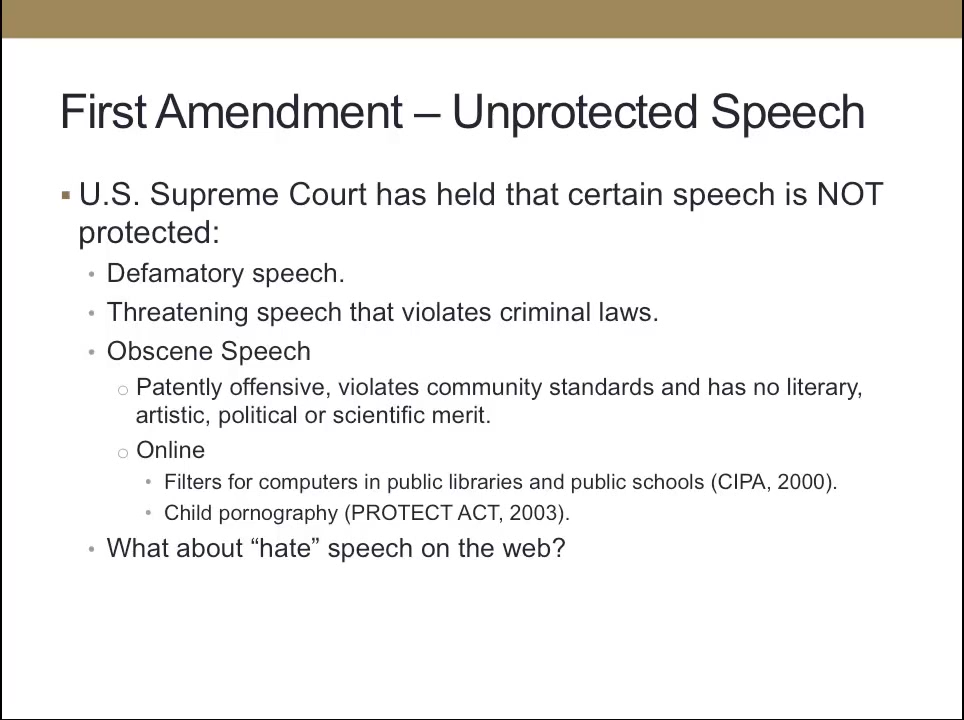 First Amendment – Unprotected Speech
▪ U.S. Supreme Court has held that certain speech is NOT
protected:
• Defamatory speech.
• Threatening speech that violates criminal laws.
• Obscene Speech
o Patently offensive, violates community standards and has no literary,
artistic, political or scientific merit.
o Online
• Filters for computers in public libraries and public schools (CIPA, 2000).
• Child pornography (PROTECT ACT, 2003).
• What about “hate” speech on the web?